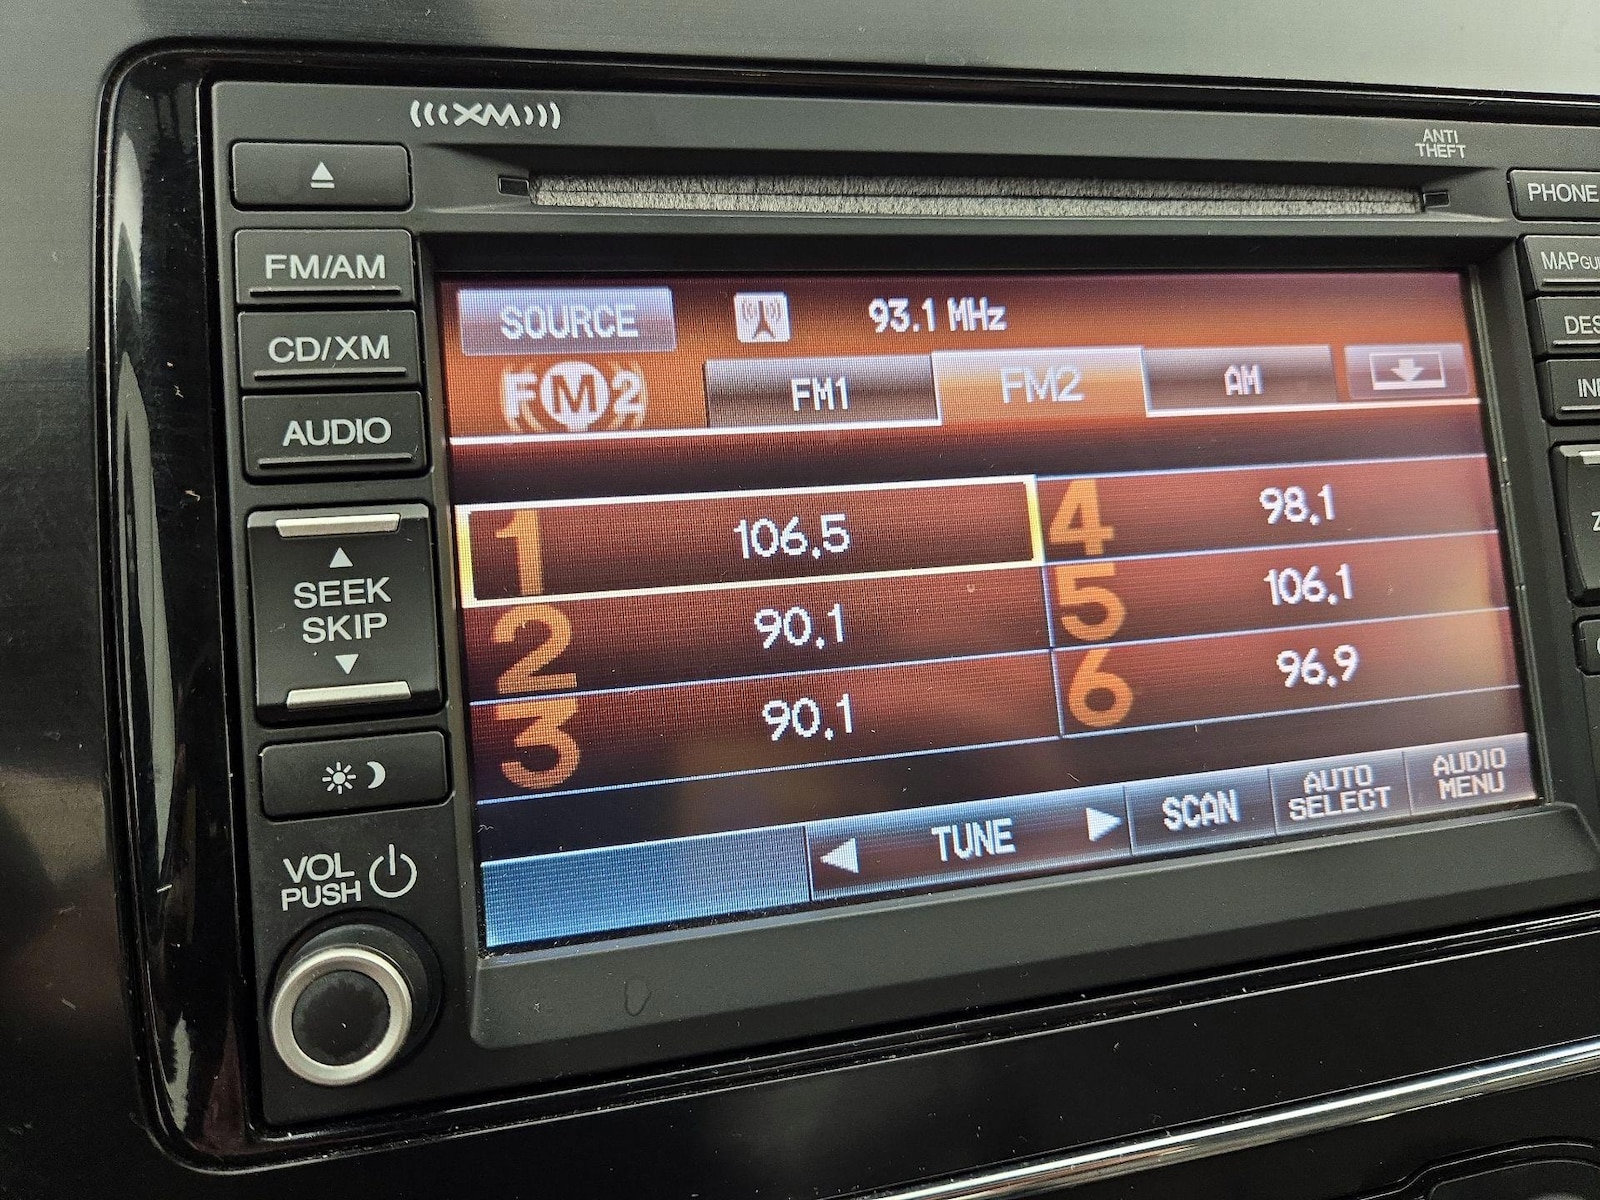 (((XM)))
ANTI
THEFT
PHONE
FM/AM
CD/XM
AUDIO
SEEK
SKIP
VOL
PUSH
SOURCE
93.1 MHz
FM2
FM1
FM2
AM
1 106.5
2 90.1
3 90.1
4 98.1
5 106.1
6 96.9
TUNE
SCAN
AUTO
SELECT
AUDIO
MENU
MAP